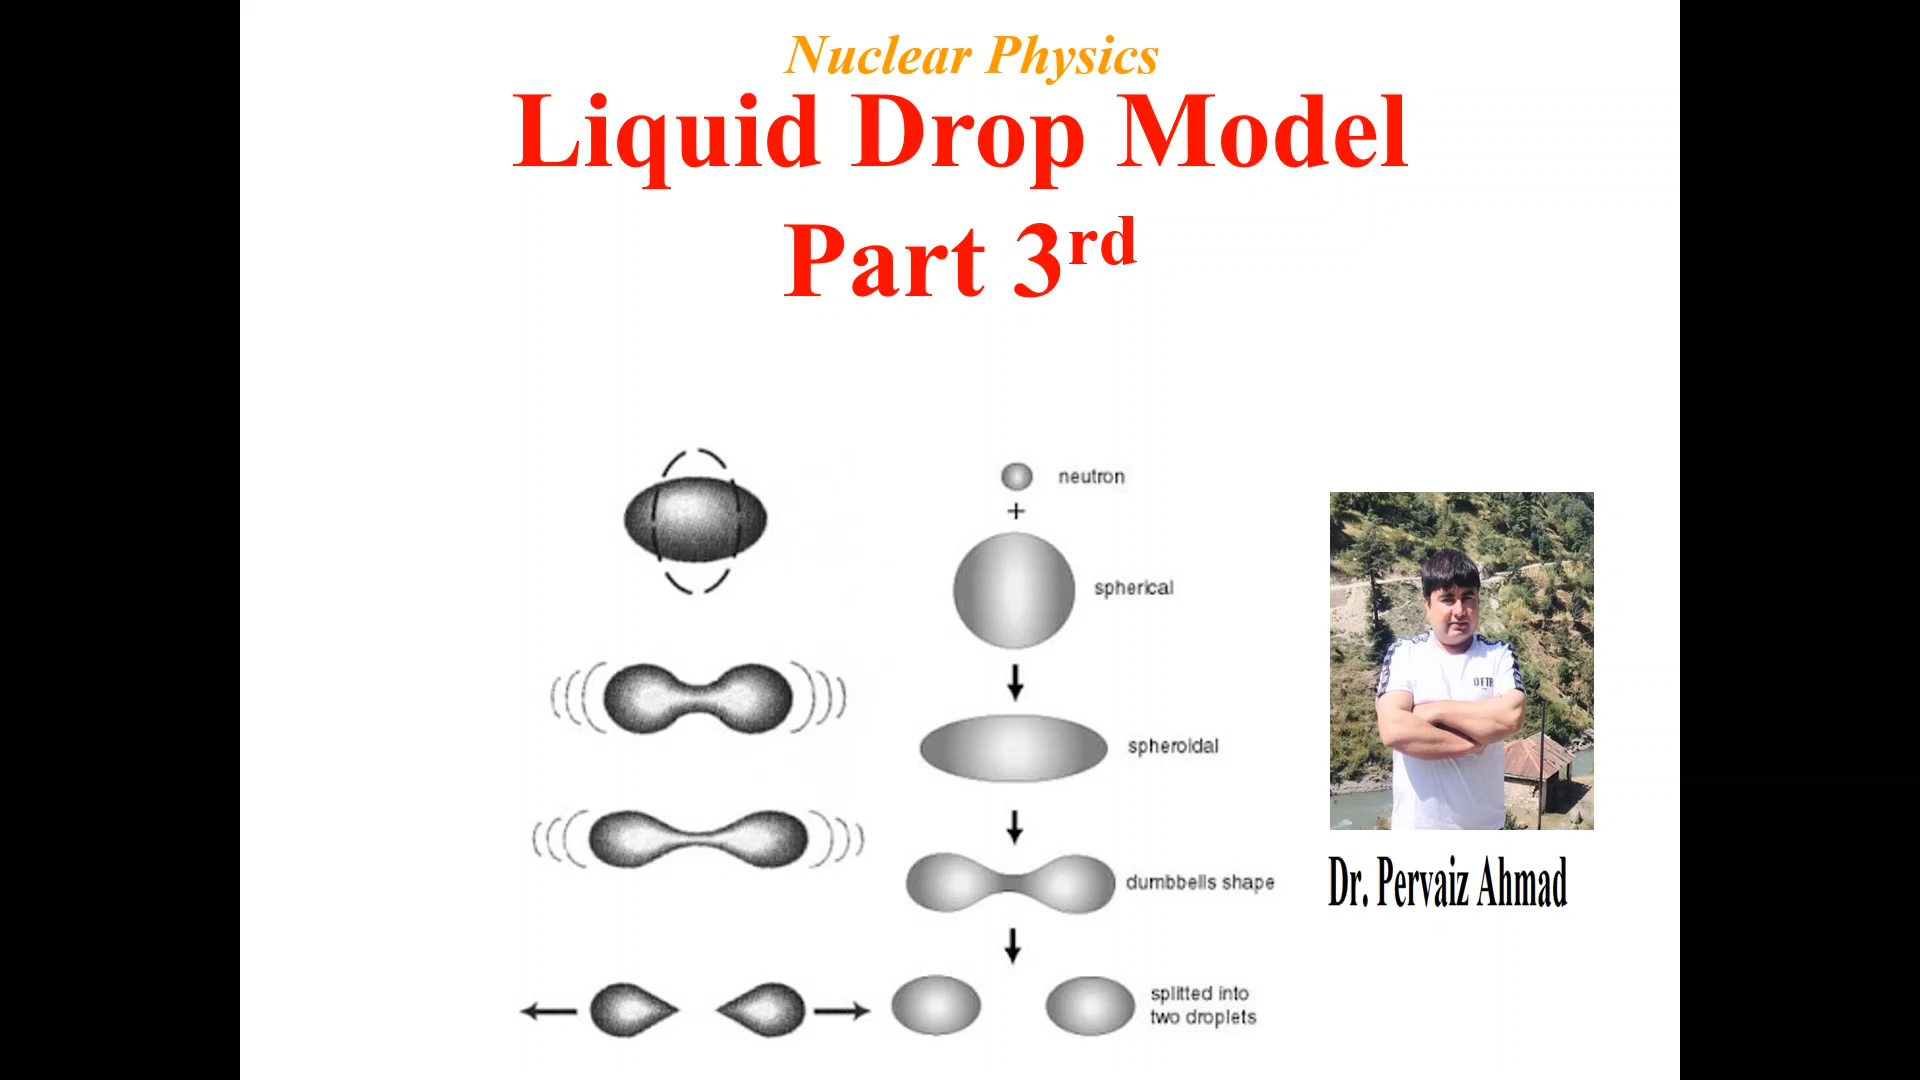 Nuclear Physics
Liquid Drop Model
Part 3rd
neutron
+
spherical
spheroidal
dumbbells shape
splitted into
two droplets
Dr. Pervaiz Ahmad